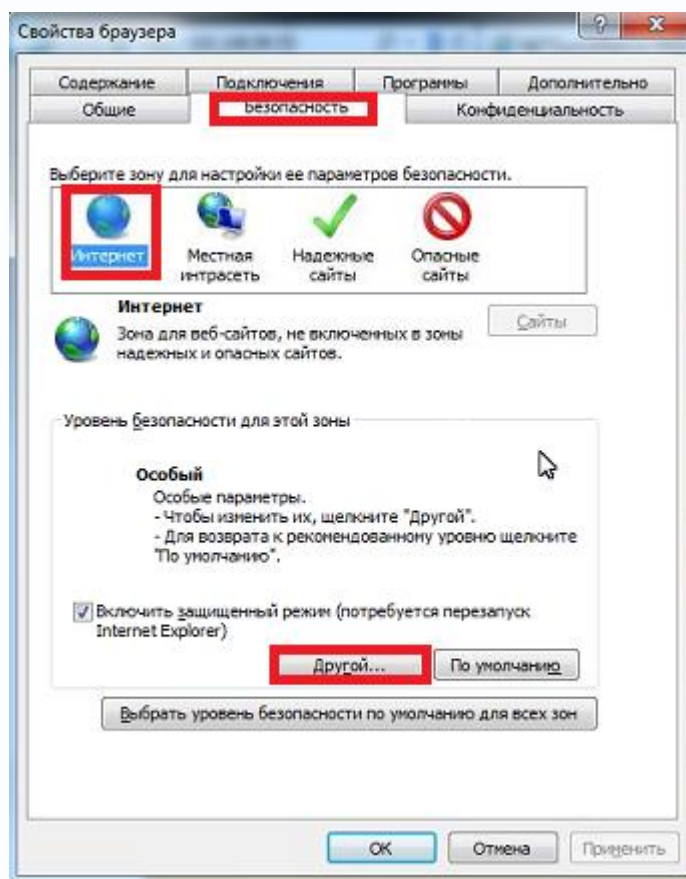 Свойства браузера
Содержание Подключения Программы Дополнительно
Общие Безопасность Конфиденциальность
Выберите зону для настройки ее параметров безопасности.
Интернет Местная Надежные Опасные
интрасеть сайты сайты
Интернет
Зона для веб-сайтов, не включенных в зоны
надежных и опасных сайтов.
Сайты
Уровень безопасности для этой зоны
Особый
Особые параметры.
- Чтобы изменить их, щелкните "Другой".
- Для возврата к рекомендованному уровню щелкните
"По умолчанию".
Включить защищенный режим (потребуется перезапуск
Internet Explorer)
Другой... По умолчанию
Выбрать уровень безопасности по умолчанию для всех зон
ОК Отмена Применить